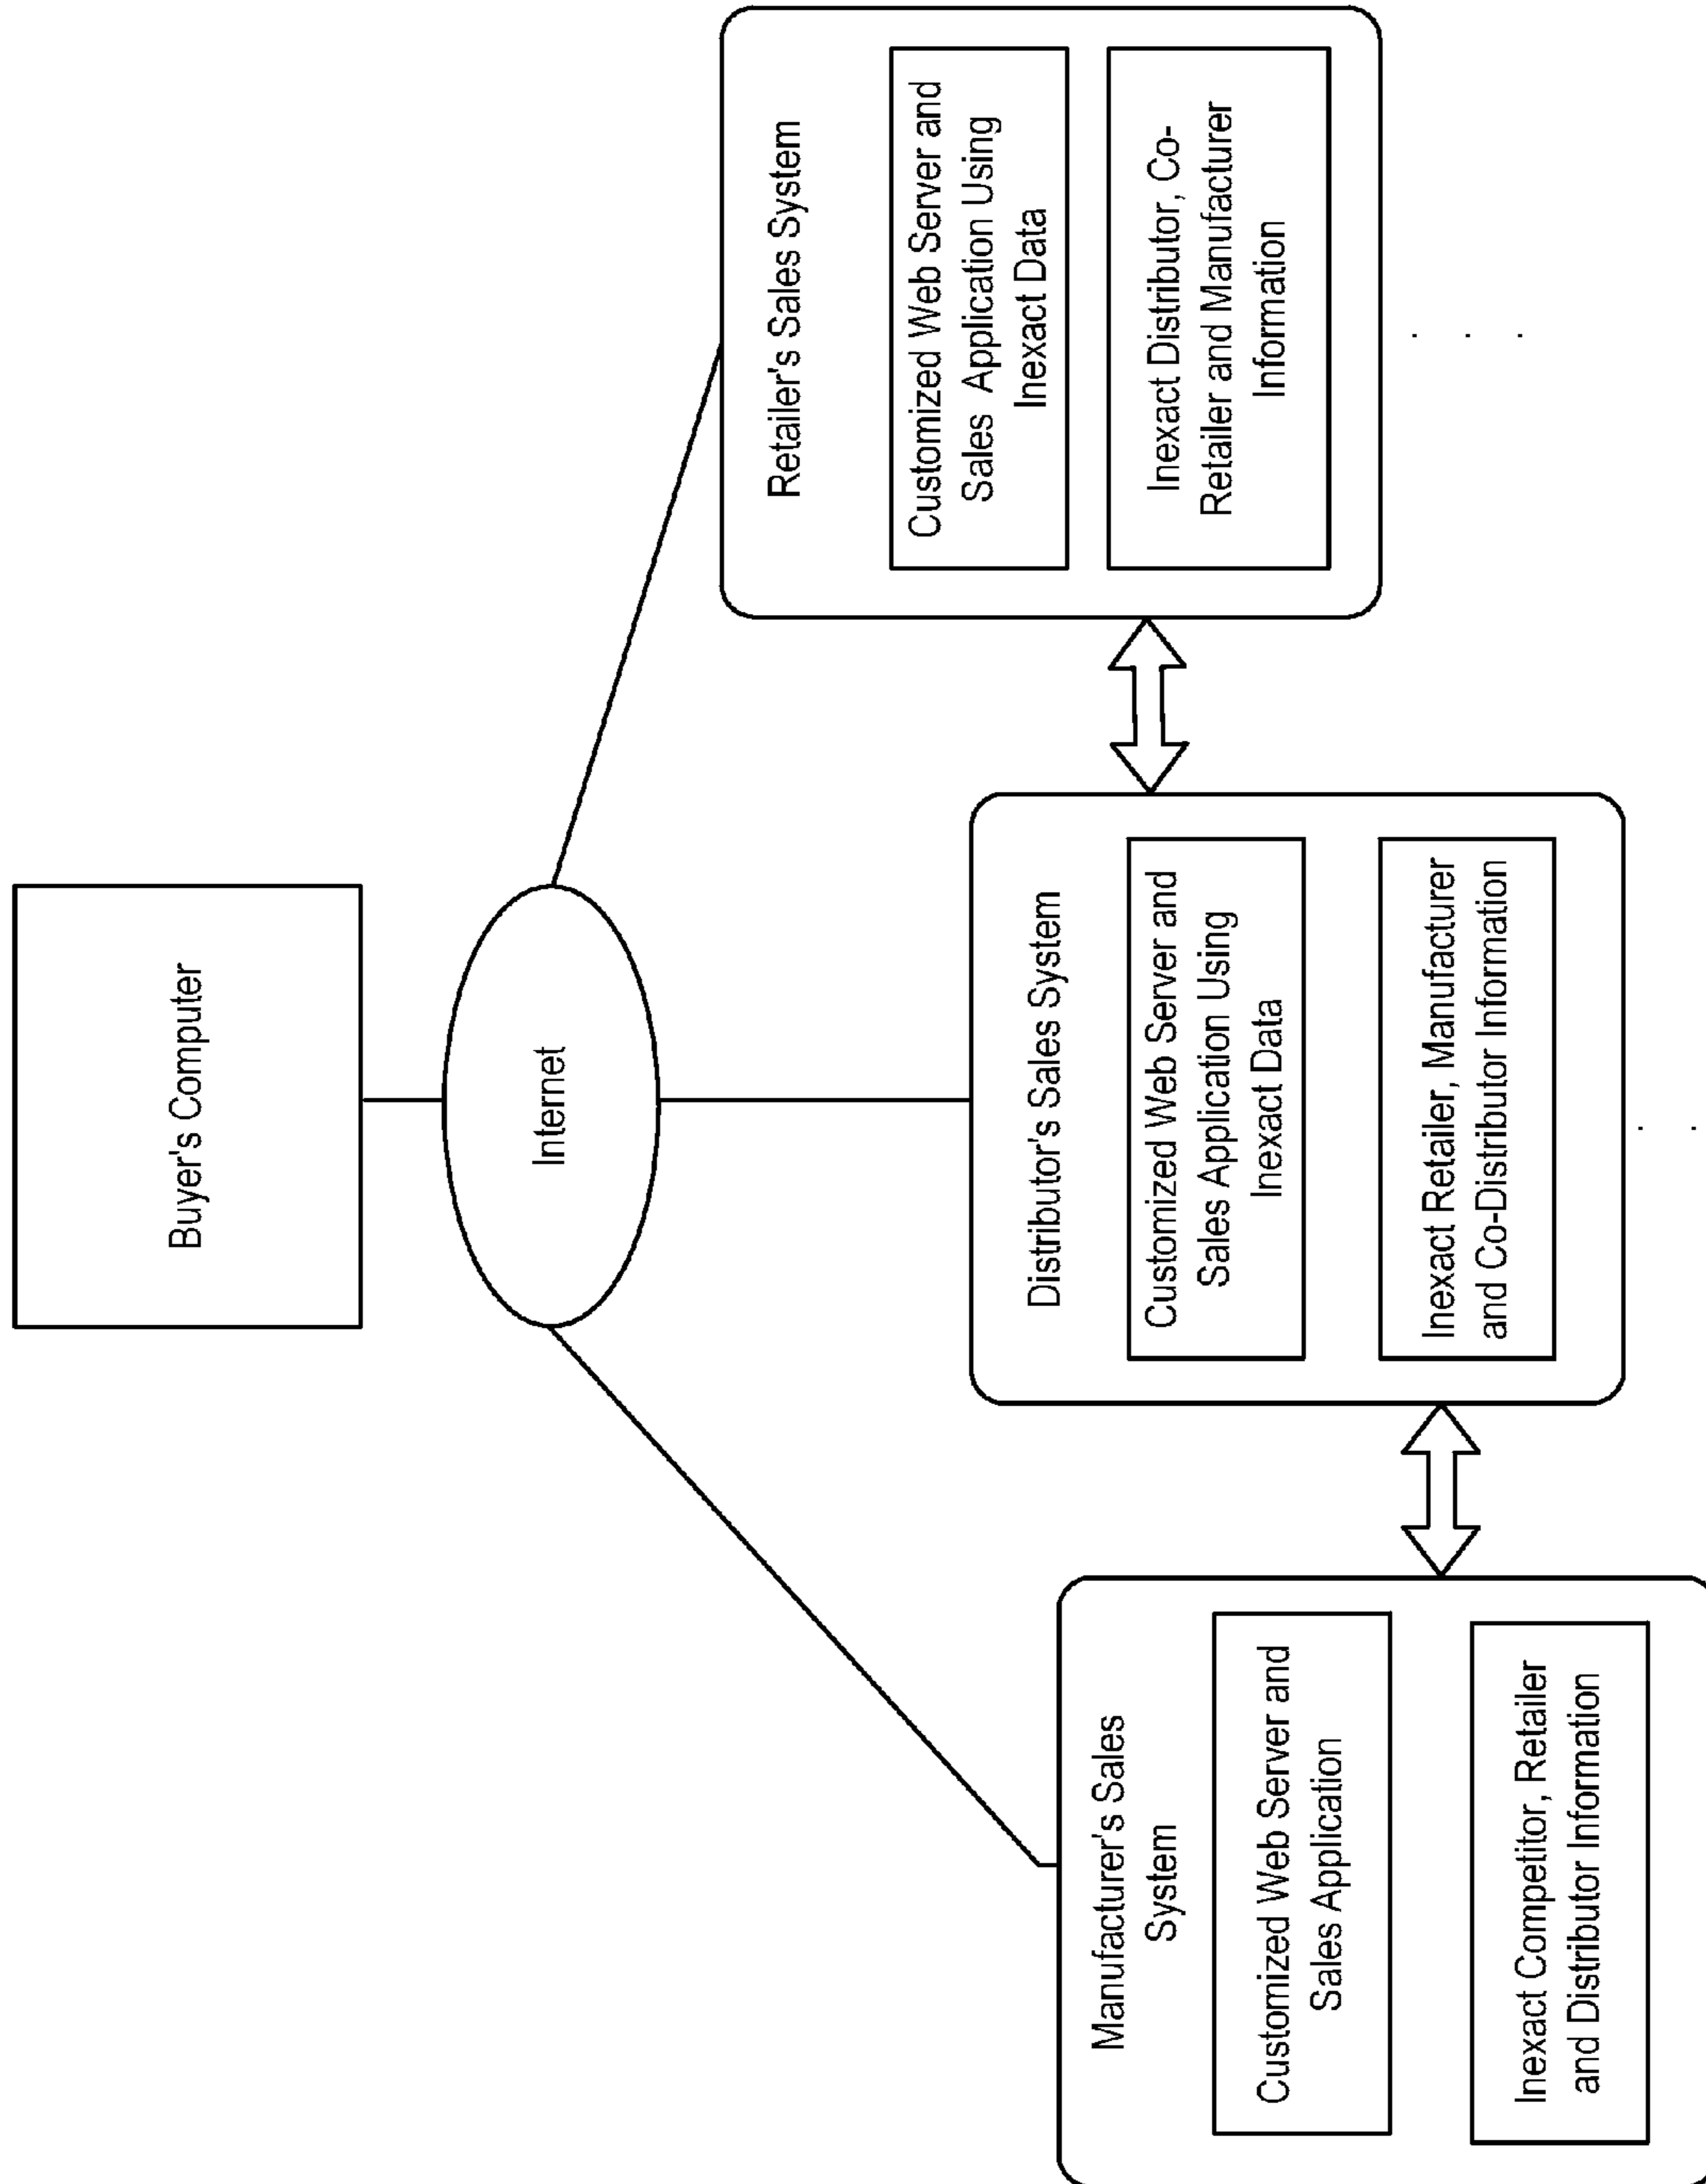 Buyer's Computer
Internet
Manufacturer's Sales
System
Customized Web Server and
Sales Application
Inexact Competitor, Retailer
and Distributor Information
Distributor's Sales System
Customized Web Server and
Sales Application Using
Inexact Data
Inexact Retailer, Manufacturer
and Co-Distributor Information
Retailer's Sales System
Customized Web Server and
Sales Application Using
Inexact Data
Inexact Distributor, Co-
Retailer and Manufacturer
Information